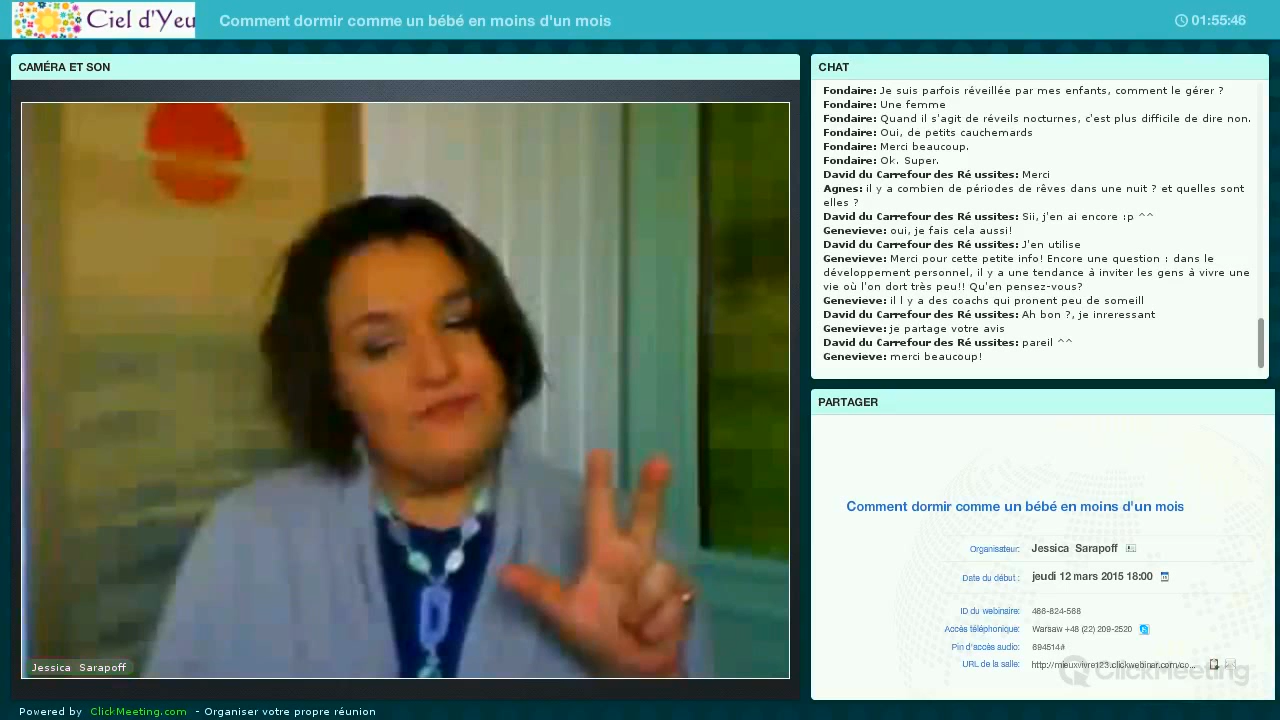 Ciel d'Yeu
Comment dormir comme un bébé en moins d'un mois
01:55:46
CAMÉRA ET SON
Jessica Sarapoff
CHAT
Fondaire: Je suis parfois réveillée par mes enfants, comment le gérer ?
Fondaire: Une femme
Fondaire: Quand il s'agit de réveils nocturnes, c'est plus difficile de dire non.
Fondaire: Oui, de petits cauchemards
Fondaire: Merci beaucoup.
Fondaire: Ok. Super.
David du Carrefour des Ré ussites: Merci
Agnes: il y a combien de périodes de rêves dans une nuit ? et quelles sont
elles ?
David du Carrefour des Ré ussites: Sii, j'en ai encore :p ^^
Genevieve: oui, je fais cela aussi!
David du Carrefour des Ré ussites: J'en utilise
Genevieve: Merci pour cette petite info! Encore une question : dans le
développement personnel, il y a une tendance à inviter les gens à vivre une
vie où l'on dort très peu!! Qu'en pensez-vous?
Genevieve: il l y a des coachs qui pronent peu de someill
David du Carrefour des Ré ussites: Ah bon ?, je inreressant
Genevieve: je partage votre avis
David du Carrefour des Ré ussites: pareil ^^
Genevieve: merci beaucoup!
PARTAGER
Comment dormir comme un bébé en moins d'un mois
Organisateur: Jessica Sarapoff
Date du début : jeudi 12 mars 2015 18:00
ID du webinaire: 466-824-568
Accès téléphonique: Warsaw +48 (22) 209-2520
Pin d'accès audio: 694514#
URL de la salle: http://mieuxvivre123.clickwebinar.com/co...
ClickMeeting
Powered by ClickMeeting.com - Organiser votre propre réunion